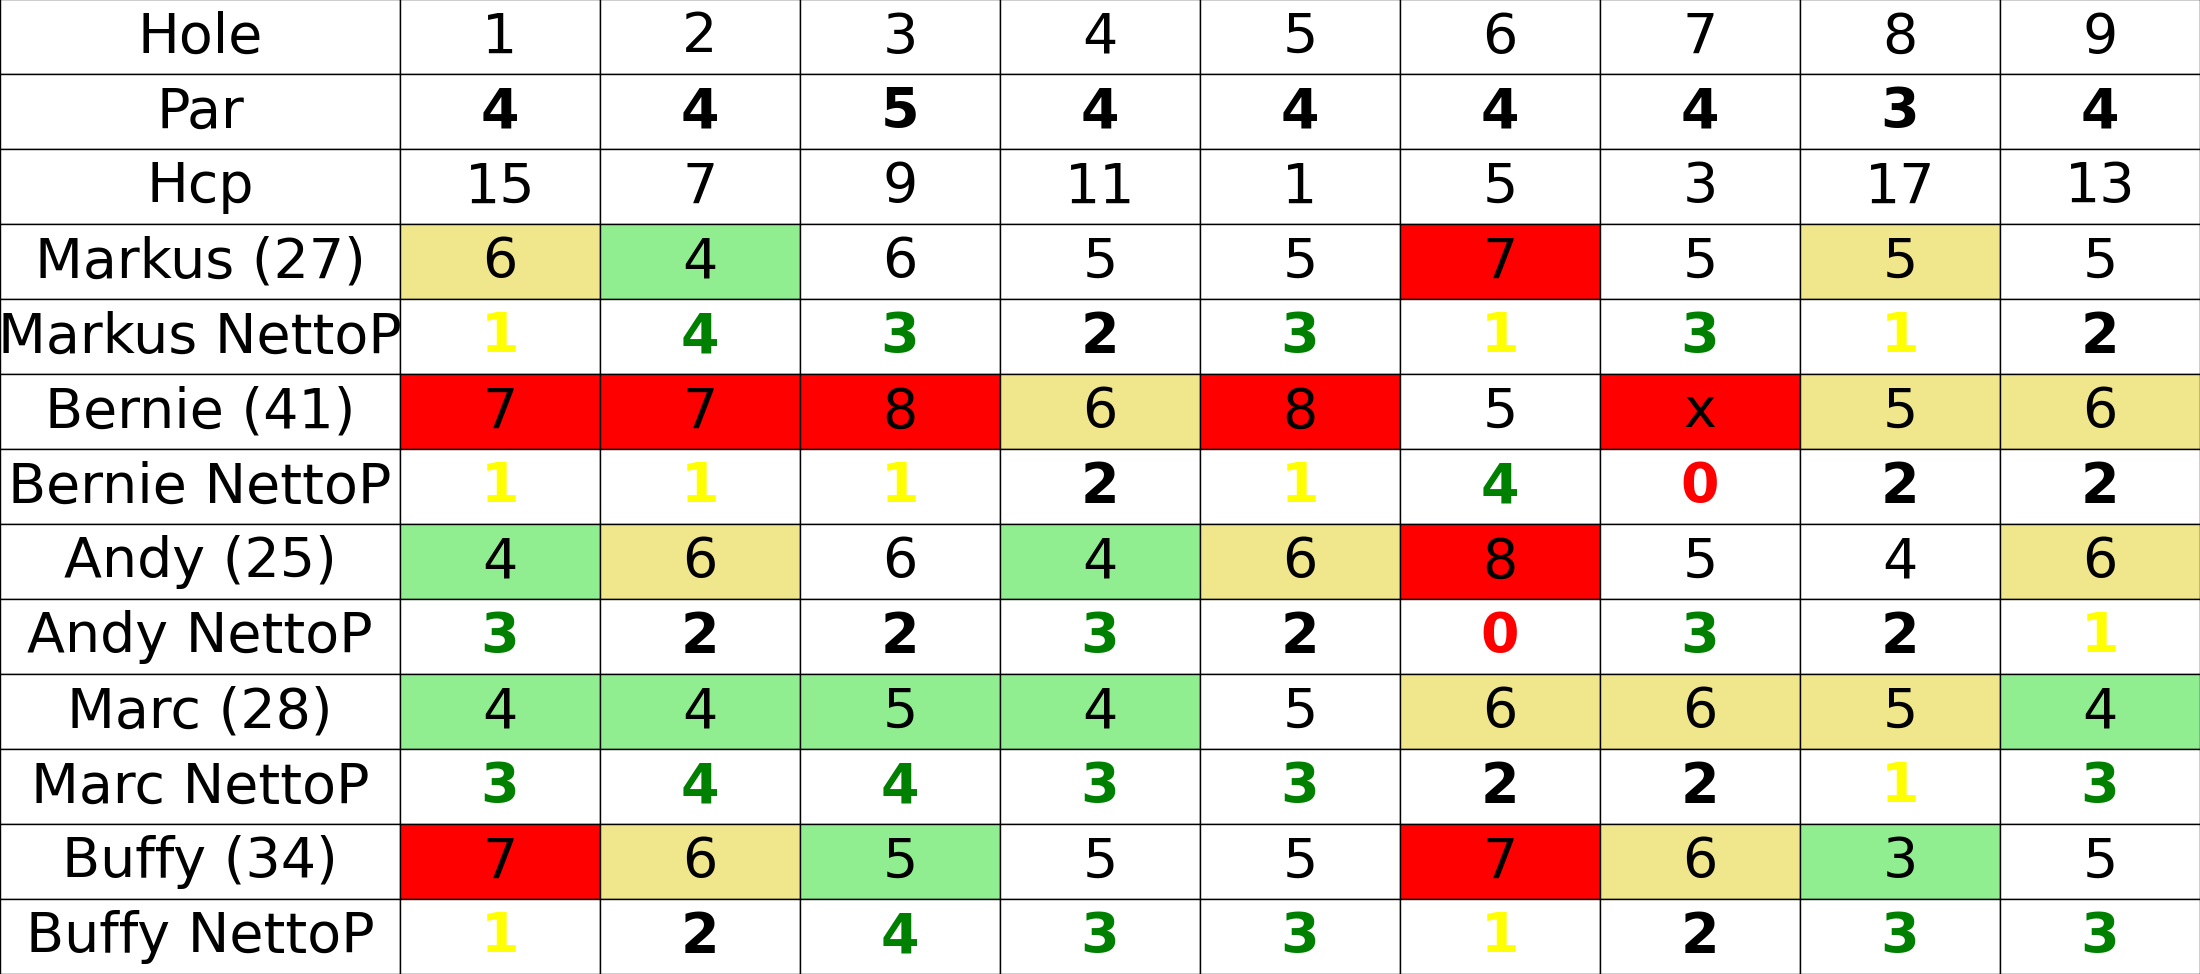 Hole 1 2 3 4 5 6 7 8 9
Par 4 4 5 4 4 4 4 3 4
Hcp 15 7 9 11 1 5 3 17 13
Markus (27) 6 4 6 5 5 7 5 5 5
Markus NettoP 1 4 3 2 3 1 3 1 2
Bernie (41) 7 7 8 6 8 5 x 5 6
Bernie NettoP 1 1 1 2 1 4 0 2 2
Andy (25) 4 6 6 4 6 8 5 4 6
Andy NettoP 3 2 2 3 2 0 3 2 1
Marc (28) 4 4 5 4 5 6 6 5 4
Marc NettoP 3 4 4 3 3 2 2 1 3
Buffy (34) 7 6 5 5 5 7 6 3 5
Buffy NettoP 1 2 4 3 3 1 2 3 3